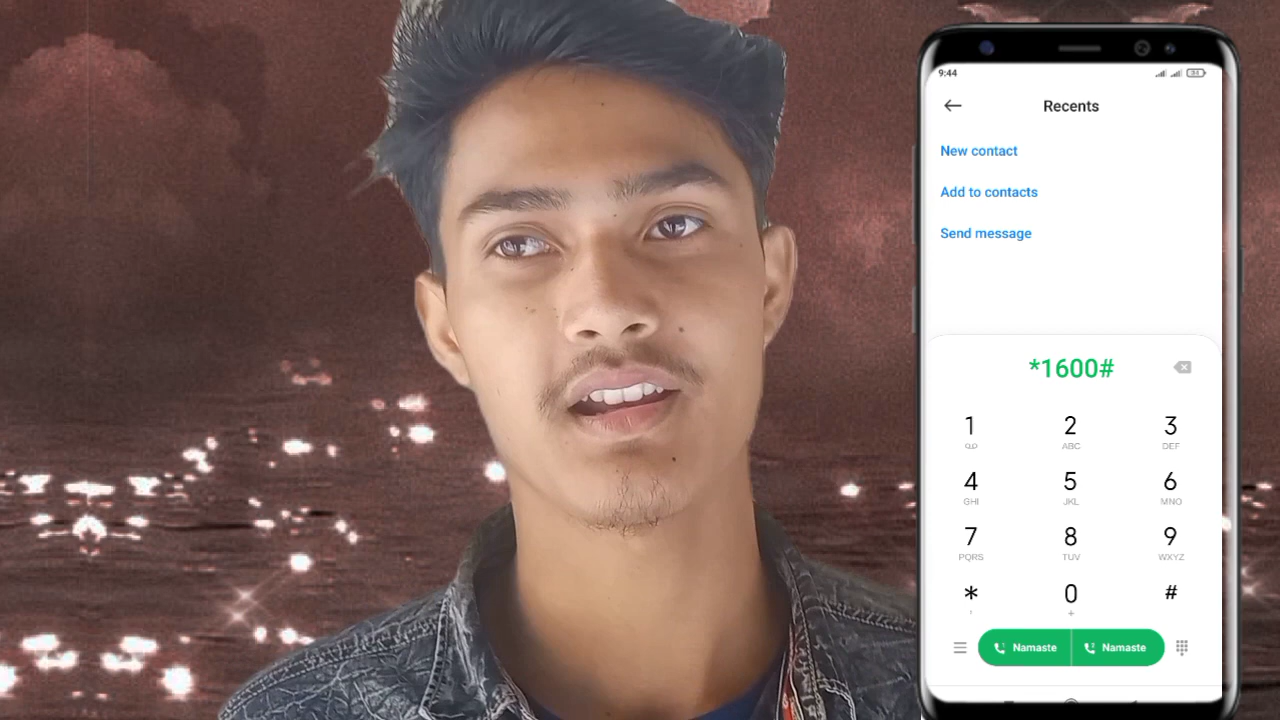 9:44
31
Recents
New contact
Add to contacts
Send message
*1600#
1
2
ABC
3
DEF
4
GHI
5
JKL
6
MNO
7
PQRS
8
TUV
9
WXYZ
*
,
0
+
#
Namaste
Namaste